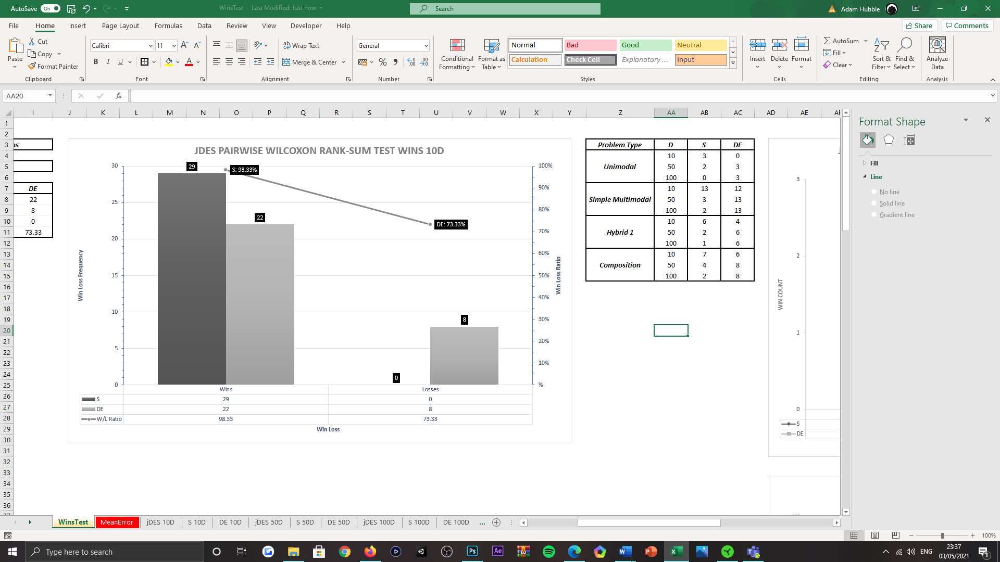 AutoSave On WinsTest - Last Modified: Just now Search Adam Hubble
File Home Insert Page Layout Formulas Data Review View Developer Help Share Comments
Paste Cut Copy Format Painter Clipboard
Calibri 11 A A B I U A Font
ab Wrap Text Merge & Center Alignment
General % Number
Conditional Formatting Format as Table
Normal Bad Good Neutral
Calculation Check Cell Explanatory ... Input
Styles
Insert Delete Format Cells
AutoSum Fill Clear Sort & Filter Find & Select Editing
Analyze Data Analysis
AA20 fx
I J K L M N O P Q R S T U V W X Y Z AA AB AC AD AE
1
2
3
4
5
6
7 DE
8 22
9 8
10 0
11 73.33
12
13
14
15
16
17
18
19
20
21
22
23
24
25
26
27
28
29
30
31
32
33
34
35
36
JDES PAIRWISE WILCOXON RANK-SUM TEST WINS 10D
Win Loss Frequency
30
25
20
15
10
5
0
29
22
0
8
S: 98.33%
DE: 73.33%
100%
90%
80%
70%
60%
50%
40%
30%
20%
10%
%
Win Loss Ratio
Wins Losses
S 29 0
DE 22 8
W/L Ratio 98.33 73.33
Win Loss
Problem Type D S DE
Unimodal
10 3 0
50 2 3
100 0 3
Simple Multimodal
10 13 12
50 3 13
100 2 13
Hybrid 1
10 6 4
50 2 6
100 1 6
Composition
10 7 6
50 4 8
100 2 8
WIN COUNT
3
2
1
0
S
DE
Format Shape
Fill
Line
No line
Solid line
Gradient line
WinsTest MeanError jDES 10D S 10D DE 10D jDES 50D S 50D DE 50D jDES 100D S 100D DE 100D ...
100%
Type here to search
Ps Ae
ENG 23:37
03/05/2021
1